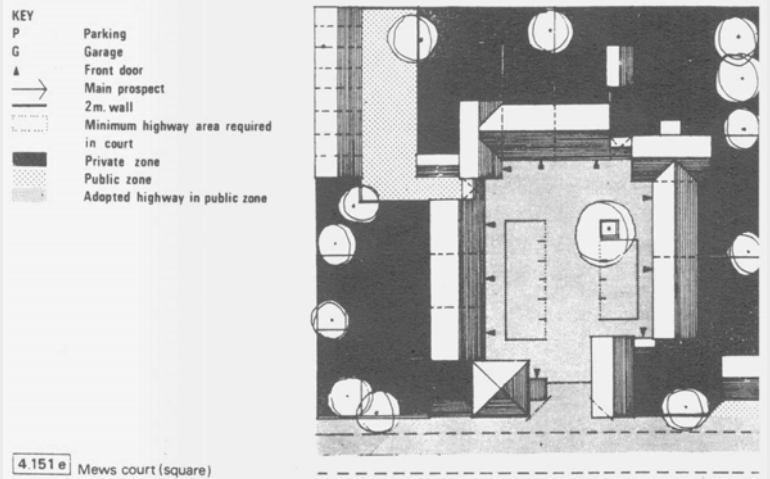 KEY
P Parking
G Garage
Front door
Main prospect
2m. wall
Minimum highway area required
in court
Private zone
Public zone
Adopted highway in public zone
4.151 e Mews court (square)